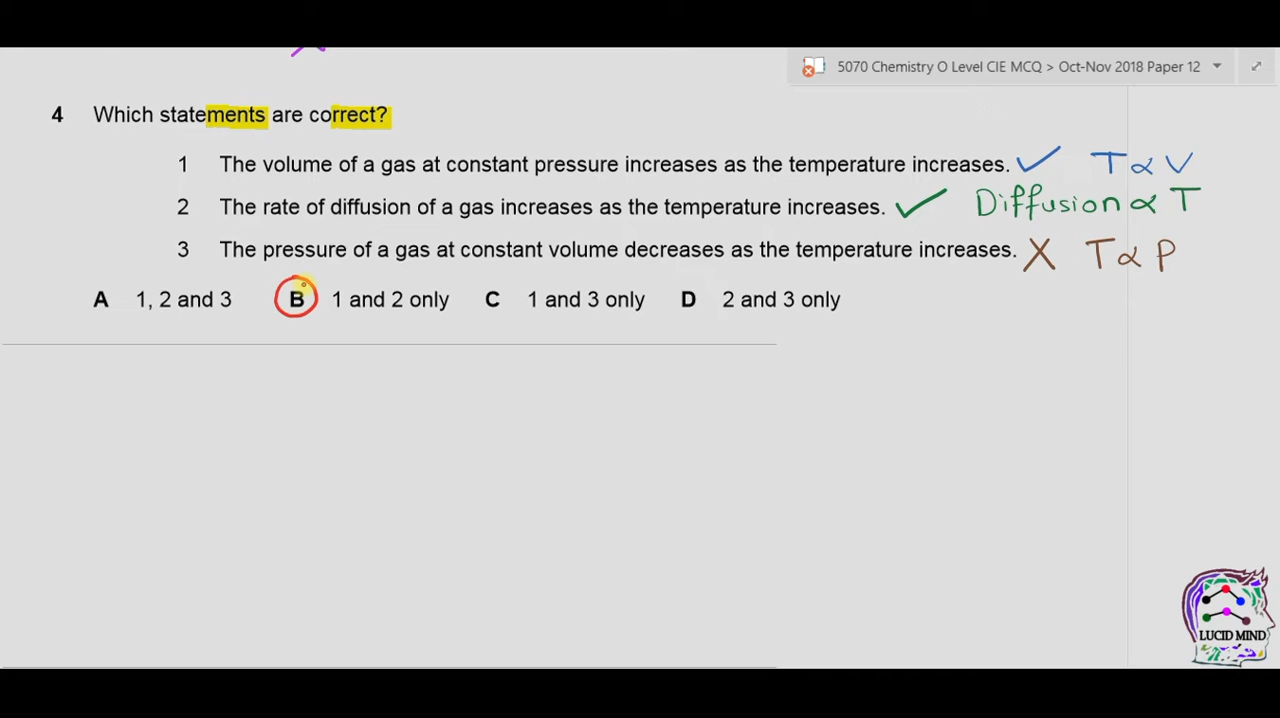 5070 Chemistry O Level CIE MCQ > Oct-Nov 2018 Paper 12
4 Which statements are correct?
1 The volume of a gas at constant pressure increases as the temperature increases. ✓ T ∝ V
2 The rate of diffusion of a gas increases as the temperature increases. ✓ Diffusion ∝ T
3 The pressure of a gas at constant volume decreases as the temperature increases. X T ∝ P
A 1, 2 and 3 B 1 and 2 only C 1 and 3 only D 2 and 3 only
LUCID MIND